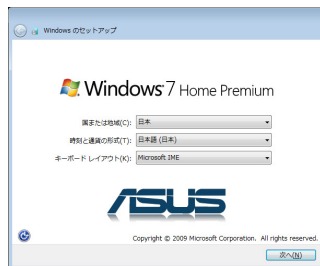 Windows のセットアップ
Windows 7 Home Premium
国または地域(C): 日本
時刻と通貨の形式(T): 日本語 (日本)
キーボード レイアウト(K): Microsoft IME
ASUS
Copyright © 2009 Microsoft Corporation. All rights reserved.
次へ(N)